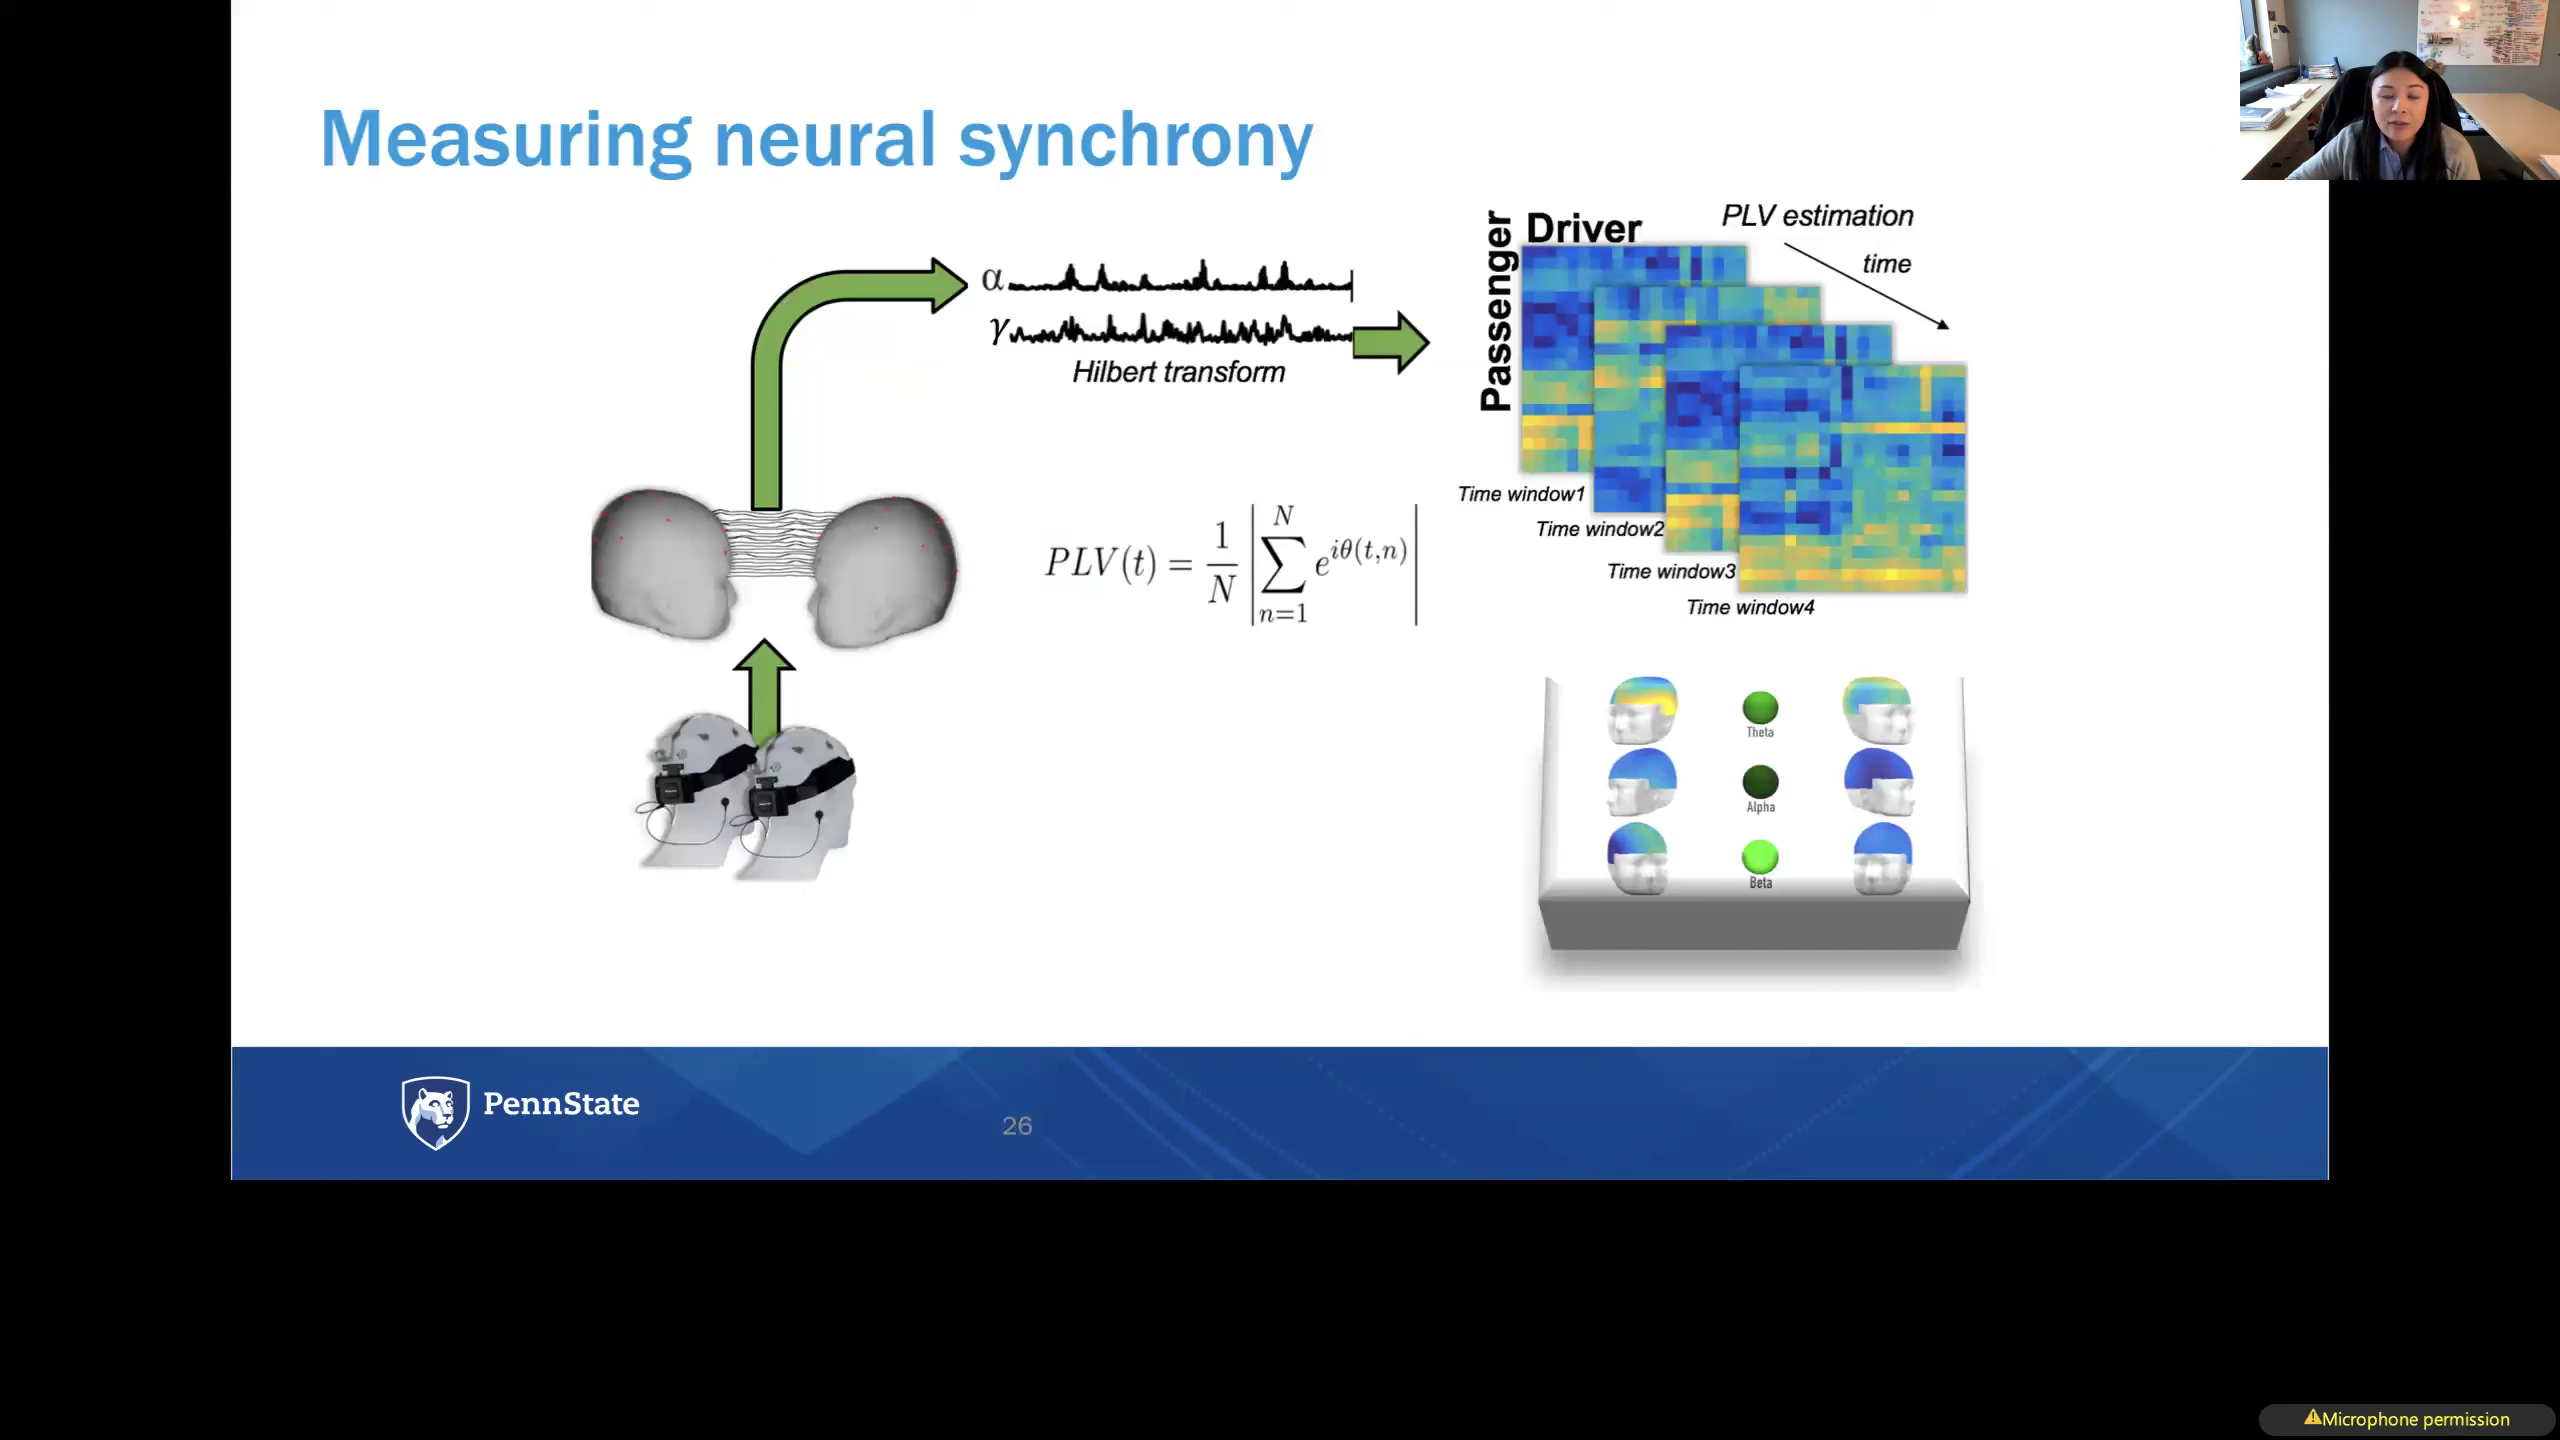 Measuring neural synchrony
α
γ
Hilbert transform
Driver
Passenger
PLV estimation
time
Time window1
Time window2
Time window3
Time window4
PLV(t) = 1/N |∑ₙ₌₁ᴺ e^{iθ(t,n)}|
Theta
Alpha
Beta
PennState
26
⚠Microphone permission